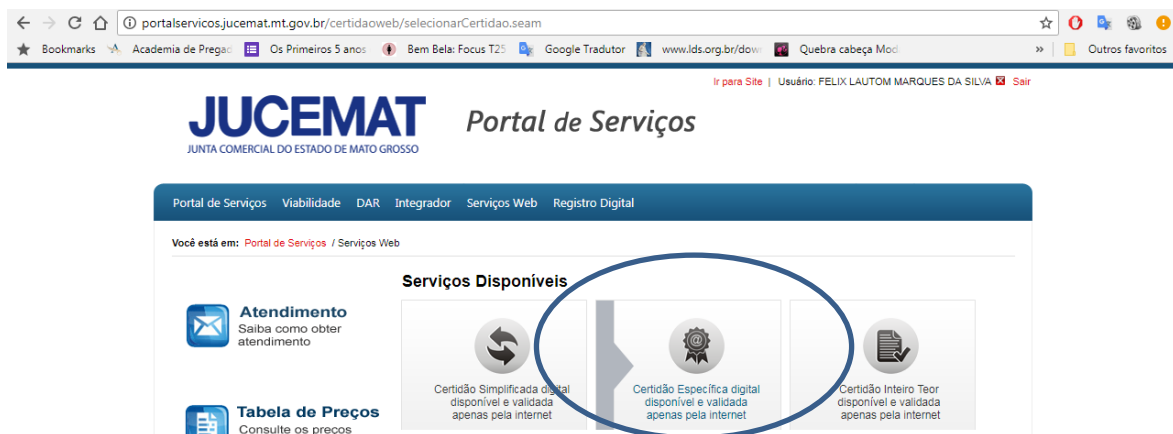 portalservicos.jucemat.mt.gov.br/certidaoweb/selecionarCertidao.seam
Bookmarks Academia de Pregaç Os Primeiros 5 anos Bem Bela: Focus T25 Google Tradutor www.lds.org.br/dow Quebra cabeça Mod » Outros favoritos
Ir para Site | Usuário: FELIX LAUTOM MARQUES DA SILVA Sair
JUCEMAT
JUNTA COMERCIAL DO ESTADO DE MATO GROSSO
Portal de Serviços
Portal de Serviços Viabilidade DAR Integrador Serviços Web Registro Digital
Você está em: Portal de Serviços / Serviços Web
Serviços Disponíveis
Atendimento
Saiba como obter
atendimento
Tabela de Preços
Consulte os preços
Certidão Simplificada digital
disponível e validada
apenas pela internet
Certidão Específica digital
disponível e validada
apenas pela internet
Certidão Inteiro Teor
disponível e validada
apenas pela internet